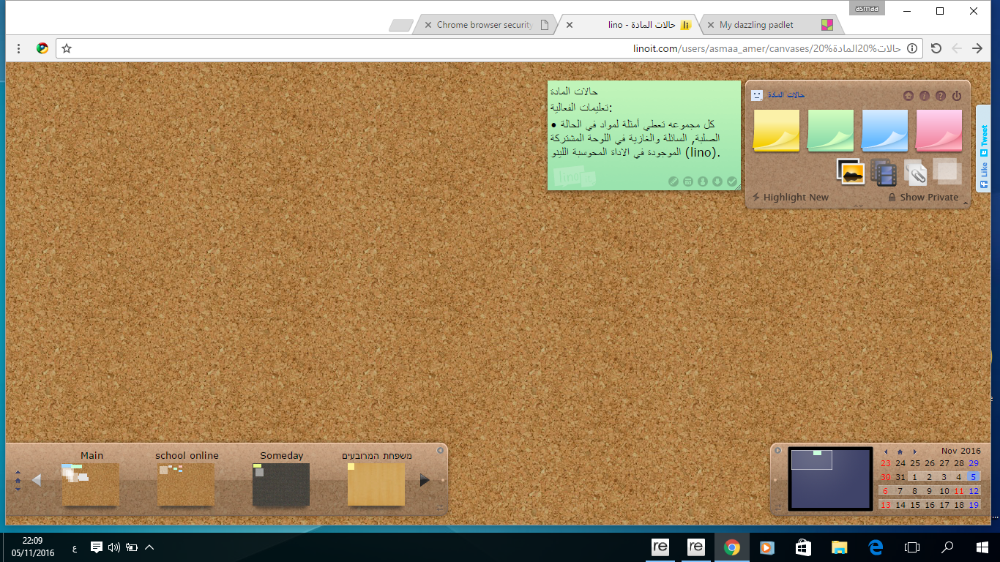 asmaa
Chrome browser security
حالات المادة - lino
My dazzling padlet
linoit.com/users/asmaa_amer/canvases/20%حالات%20المادة
حالات المادة
تعليمات الفعالية:
• كل مجموعه تعطي أمثلة لمواد في الحالة
الصلبة, السائلة والغازية في اللوحة المشتركة
الموجودة في الاداة المحوسبة اللينو (lino).
lino it
حالات المادة
Highlight New
Show Private
Tweet
Like
Main
school online
Someday
משפחת המרובעים
Nov 2016
23 24 25 26 27 28 29
30 31 1 2 3 4 5
6 7 8 9 10 11 12
13 14 15 16 17 18 19
22:09
05/11/2016
ع
re
re